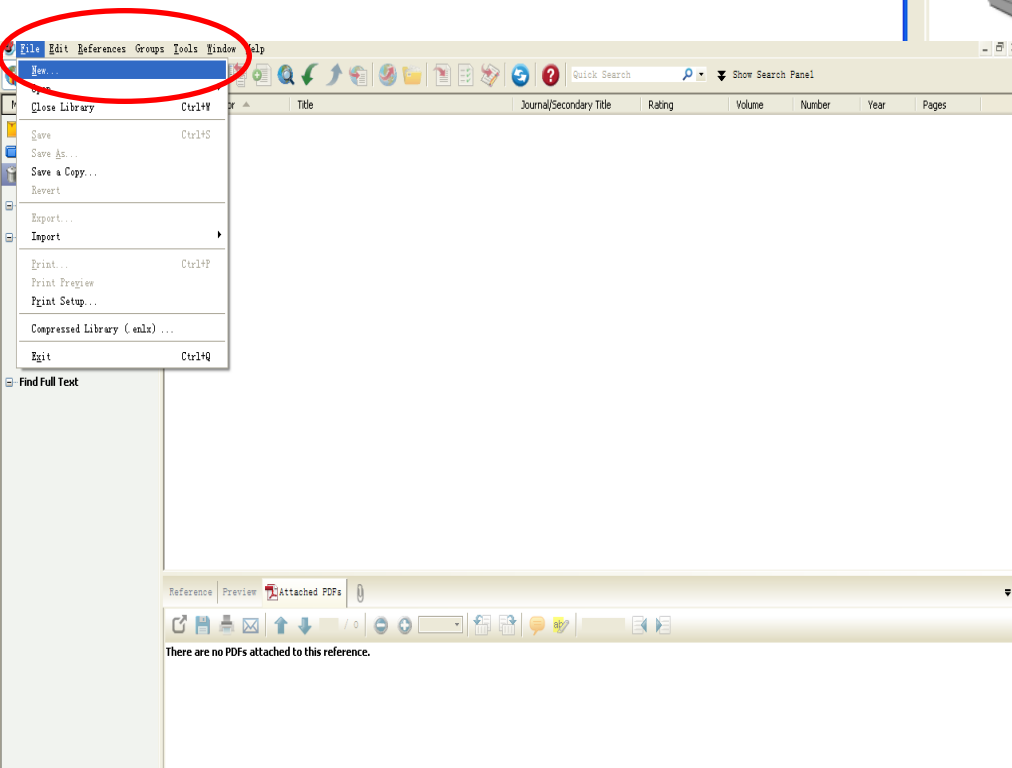 File Edit References Groups Tools Window Help
New...
Quick Search
Show Search Panel
Open
Close Library Ctrl+W
Title Journal/Secondary Title Rating Volume Number Year Pages
Save Ctrl+S
Save As...
Save a Copy...
Revert
Export...
Import
Print... Ctrl+P
Print Preview
Print Setup...
Compressed Library (.enlx) ...
Exit Ctrl+Q
Find Full Text
Reference Preview Attached PDFs
/ 0
There are no PDFs attached to this reference.